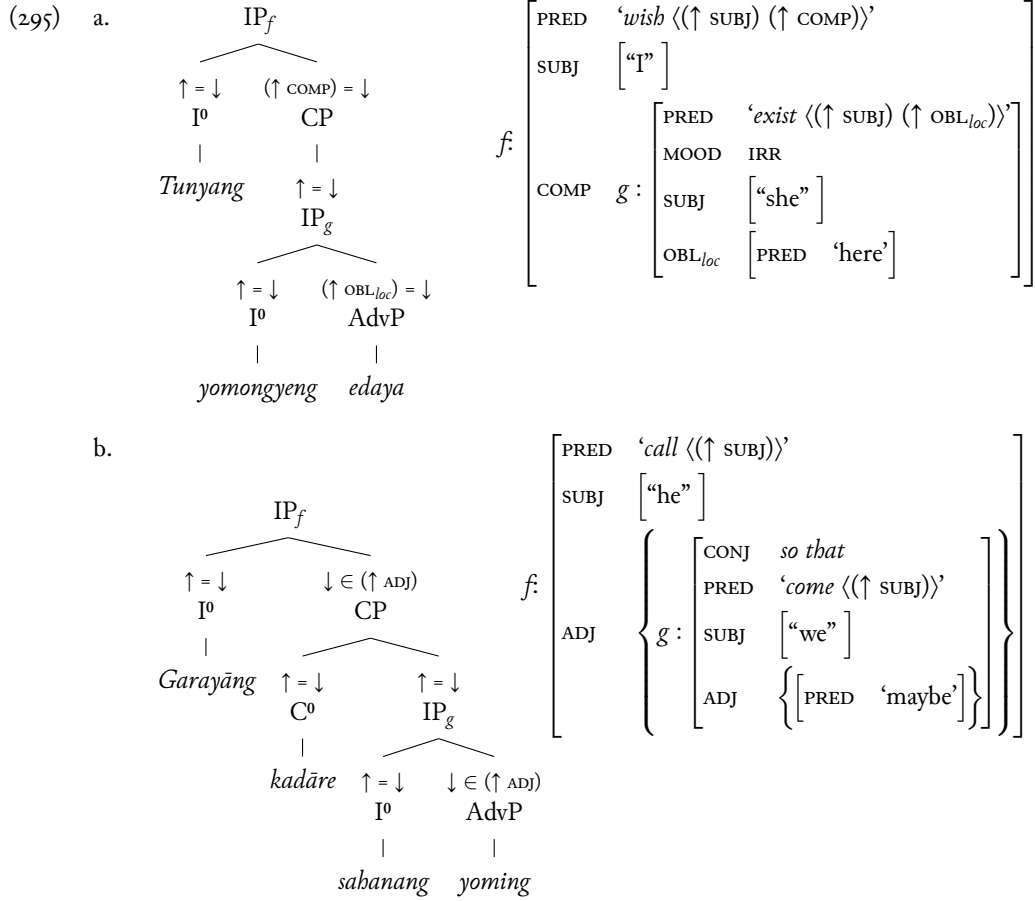 (295) a. IP_f
↑ = ↓ (↑ COMP) = ↓
I⁰ CP
Tunyang ↑ = ↓
IP_g
↑ = ↓ (↑ OBL_loc) = ↓
I⁰ AdvP
yomongyeng edaya
f: PRED ‘wish ⟨(↑ SUBJ) (↑ COMP)⟩’
SUBJ [“I” ]
COMP g : PRED ‘exist ⟨(↑ SUBJ) (↑ OBL_loc)⟩’
MOOD IRR
SUBJ [“she” ]
OBL_loc [PRED ‘here’]
b. IP_f
↑ = ↓ ↓ ∈ (↑ ADJ)
I⁰ CP
Garayāng ↑ = ↓ ↑ = ↓
C⁰ IP_g
kadāre ↑ = ↓ ↓ ∈ (↑ ADJ)
I⁰ AdvP
sahanang yoming
f: PRED ‘call ⟨(↑ SUBJ)⟩’
SUBJ [“he” ]
ADJ { g : CONJ so that
PRED ‘come ⟨(↑ SUBJ)⟩’
SUBJ [“we” ]
ADJ {[PRED ‘maybe’]} }